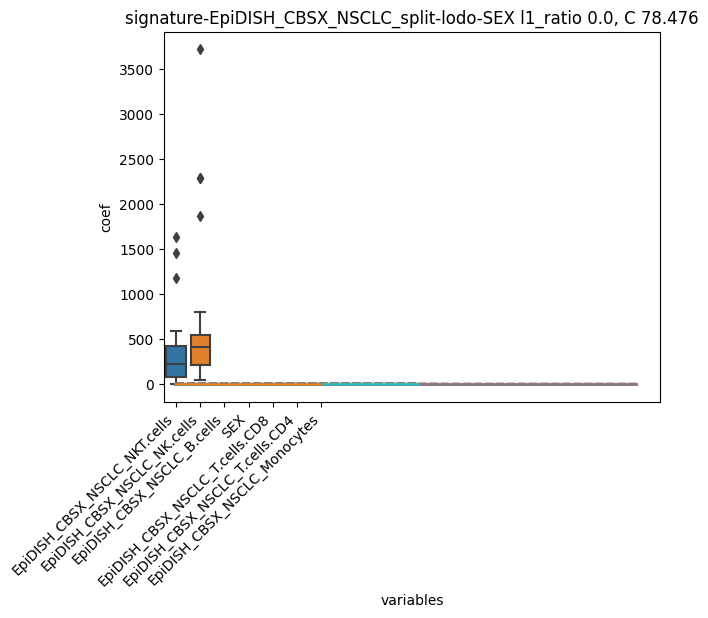 signature-EpiDISH_CBSX_NSCLC_split-lodo-SEX l1_ratio 0.0, C 78.476
3500
3000
2500
2000
1500
1000
500
0
coef
EpiDISH_CBSX_NSCLC_NKT.cells
EpiDISH_CBSX_NSCLC_NK.cells
EpiDISH_CBSX_NSCLC_B.cells
SEX
EpiDISH_CBSX_NSCLC_T.cells.CD8
EpiDISH_CBSX_NSCLC_T.cells.CD4
EpiDISH_CBSX_NSCLC_Monocytes
variables